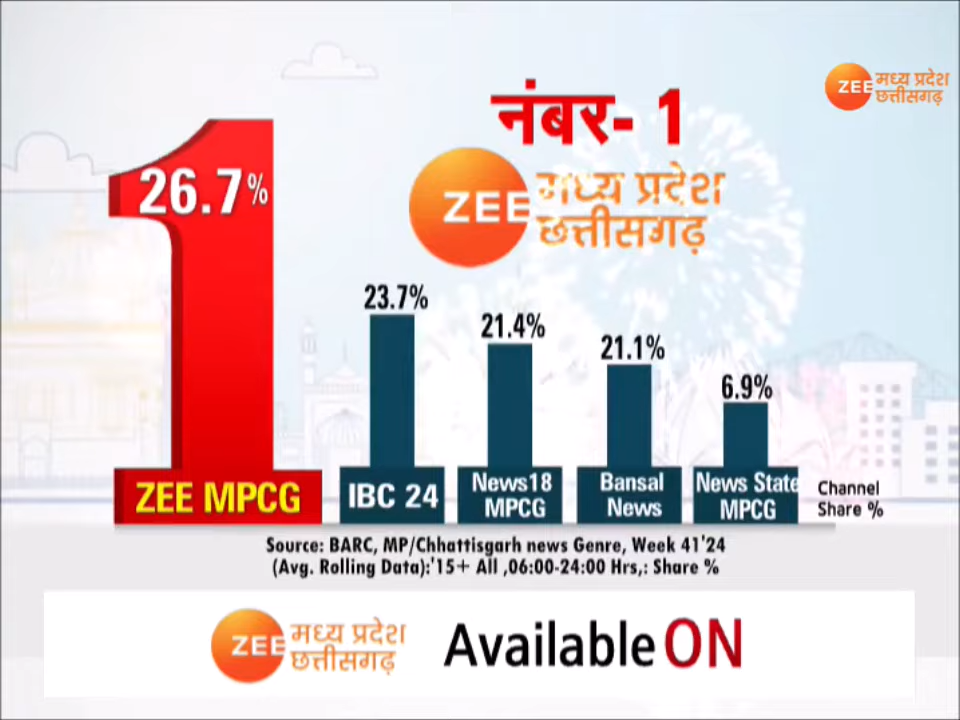 नंबर- 1
ZEE मध्य प्रदेश
छत्तीसगढ़
ZEE मध्य प्रदेश
छत्तीसगढ़
26.7%
23.7%
21.4%
21.1%
6.9%
ZEE MPCG
IBC 24
News18
MPCG
Bansal
News
News State
MPCG
Channel
Share %
Source: BARC, MP/Chhattisgarh news Genre, Week 41'24
(Avg. Rolling Data):'15+ All ,06:00-24:00 Hrs,: Share %
ZEE मध्य प्रदेश
छत्तीसगढ़
Available ON